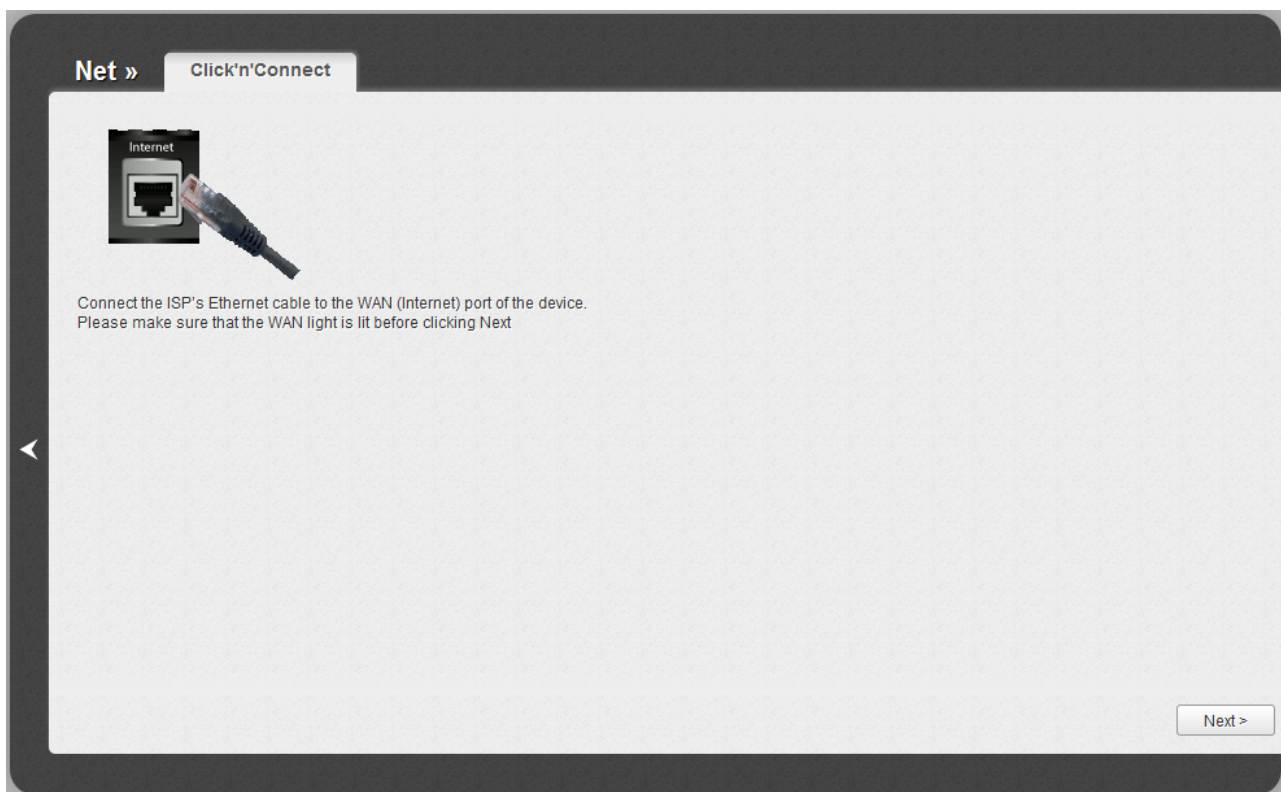 Net » Click'n'Connect
Internet
Connect the ISP's Ethernet cable to the WAN (Internet) port of the device.
Please make sure that the WAN light is lit before clicking Next
Next >